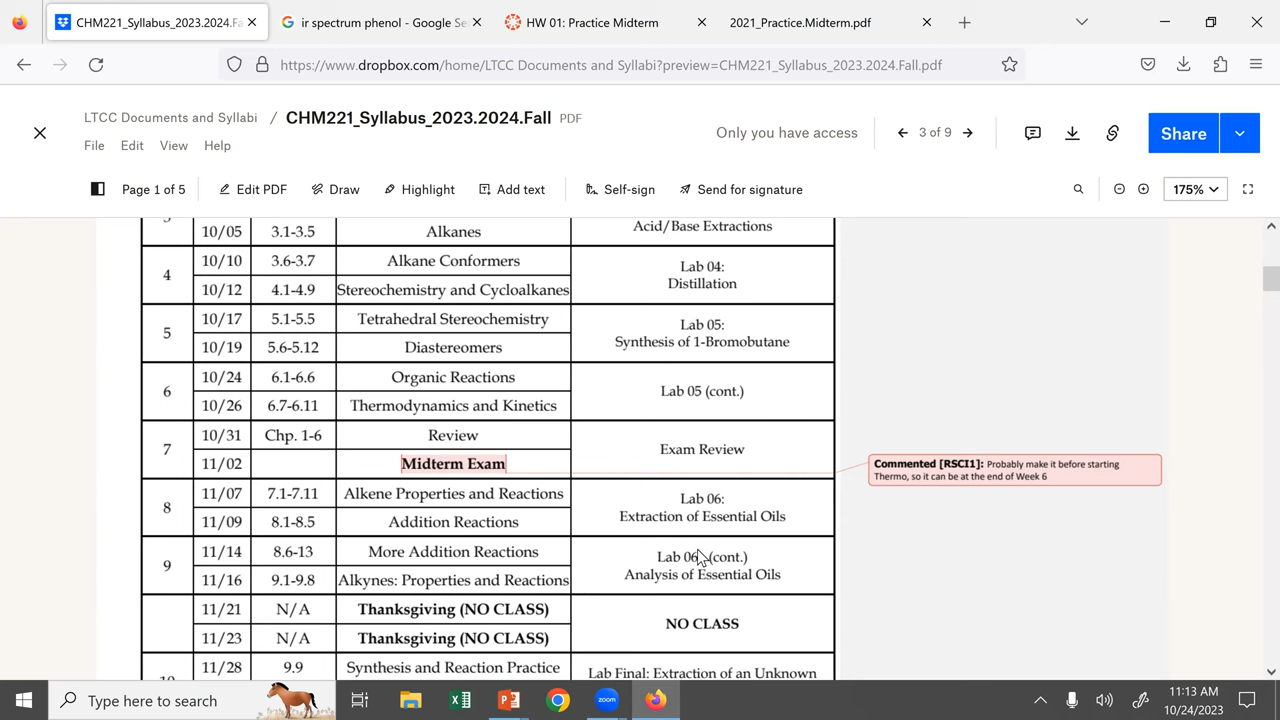 CHM221_Syllabus_2023.2024.Fa
ir spectrum phenol - Google Se
HW 01: Practice Midterm
2021_Practice.Midterm.pdf
https://www.dropbox.com/home/LTCC Documents and Syllabi?preview=CHM221_Syllabus_2023.2024.Fall.pdf
LTCC Documents and Syllabi / CHM221_Syllabus_2023.2024.Fall PDF
File Edit View Help
Only you have access
3 of 9
Share
Page 1 of 5
Edit PDF
Draw
Highlight
Add text
Self-sign
Send for signature
175%
10/05 3.1-3.5 Alkanes
Acid/Base Extractions
4
10/10 3.6-3.7 Alkane Conformers
10/12 4.1-4.9 Stereochemistry and Cycloalkanes
Lab 04:
Distillation
5
10/17 5.1-5.5 Tetrahedral Stereochemistry
10/19 5.6-5.12 Diastereomers
Lab 05:
Synthesis of 1-Bromobutane
6
10/24 6.1-6.6 Organic Reactions
10/26 6.7-6.11 Thermodynamics and Kinetics
Lab 05 (cont.)
7
10/31 Chp. 1-6 Review
11/02 Midterm Exam
Exam Review
Commented [RSCI1]: Probably make it before starting
Thermo, so it can be at the end of Week 6
8
11/07 7.1-7.11 Alkene Properties and Reactions
11/09 8.1-8.5 Addition Reactions
Lab 06:
Extraction of Essential Oils
9
11/14 8.6-13 More Addition Reactions
11/16 9.1-9.8 Alkynes: Properties and Reactions
Lab 06 (cont.)
Analysis of Essential Oils
11/21 N/A Thanksgiving (NO CLASS)
11/23 N/A Thanksgiving (NO CLASS)
NO CLASS
11/28 9.9 Synthesis and Reaction Practice
Lab Final: Extraction of an Unknown
Type here to search
zoom
11:13 AM
10/24/2023